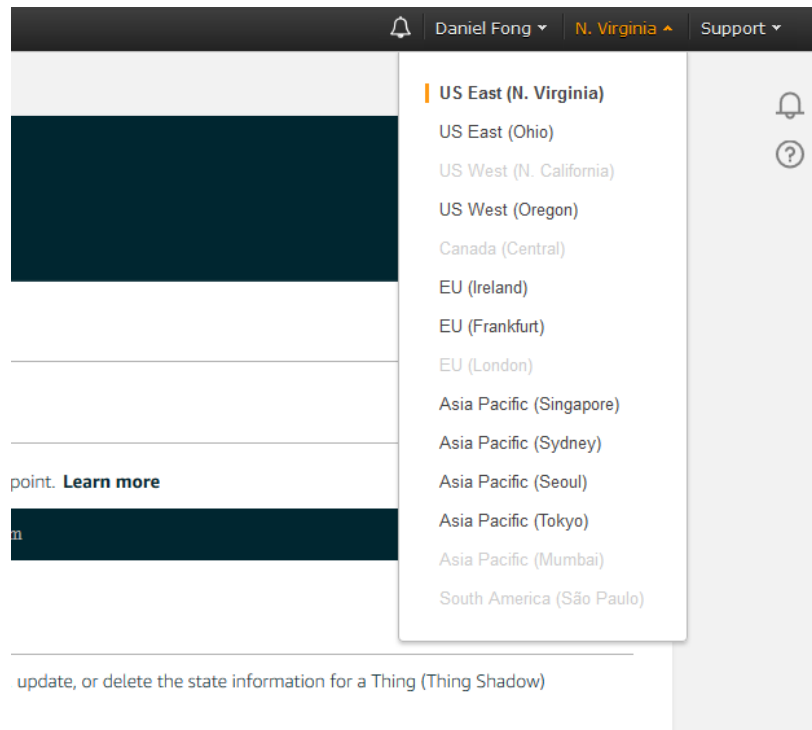 Daniel Fong N. Virginia Support
US East (N. Virginia)
US East (Ohio)
US West (N. California)
US West (Oregon)
Canada (Central)
EU (Ireland)
EU (Frankfurt)
EU (London)
Asia Pacific (Singapore)
Asia Pacific (Sydney)
Asia Pacific (Seoul)
Asia Pacific (Tokyo)
Asia Pacific (Mumbai)
South America (São Paulo)
point. Learn more
m
update, or delete the state information for a Thing (Thing Shadow)